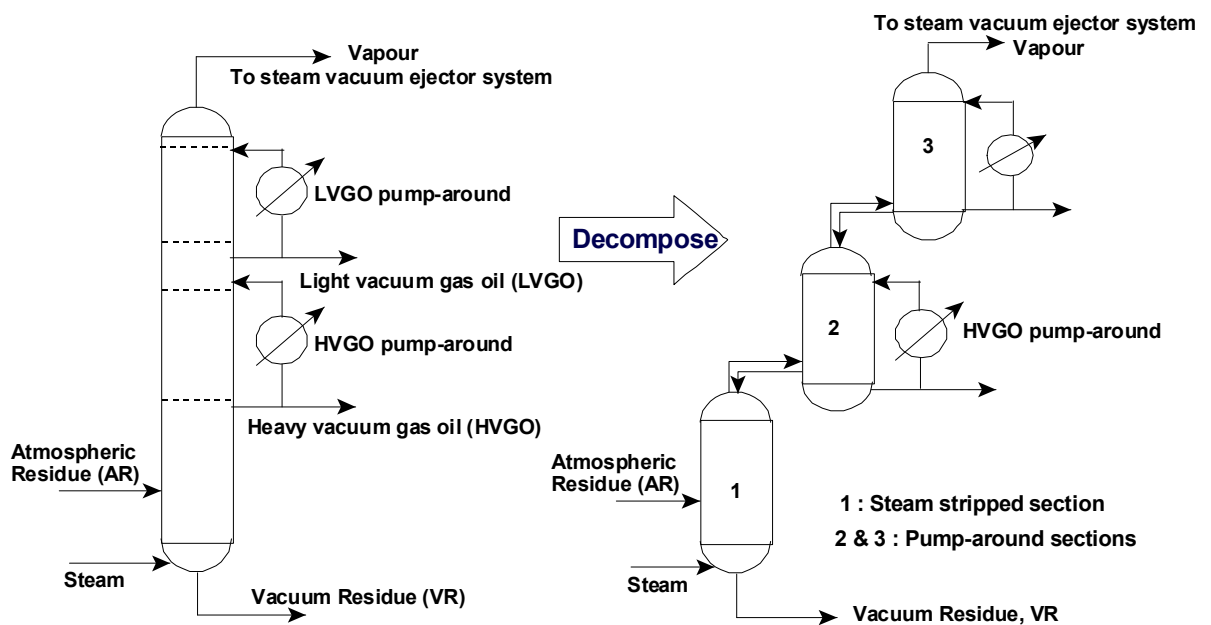 Vapour
To steam vacuum ejector system
LVGO pump-around
Light vacuum gas oil (LVGO)
HVGO pump-around
Heavy vacuum gas oil (HVGO)
Atmospheric
Residue (AR)
Steam
Vacuum Residue (VR)
Decompose
To steam vacuum ejector system
Vapour
3
2
HVGO pump-around
Atmospheric
Residue (AR)
1
Steam
1 : Steam stripped section
2 & 3 : Pump-around sections
Vacuum Residue, VR